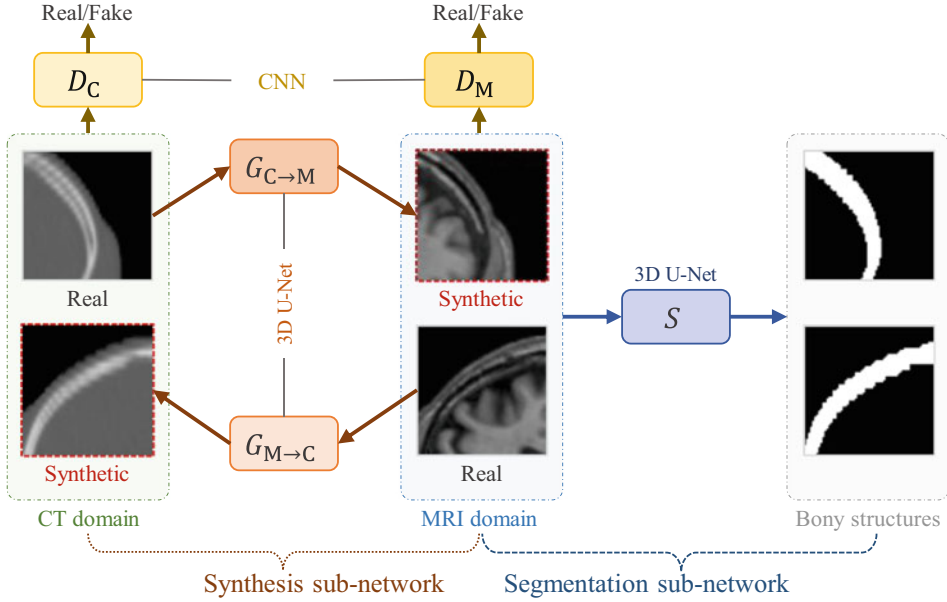 Real/Fake
Real/Fake
D_C
CNN
D_M
G_C→M
Real
Synthetic
3D U-Net
3D U-Net
S
Synthetic
G_M→C
Real
CT domain
MRI domain
Bony structures
Synthesis sub-network
Segmentation sub-network